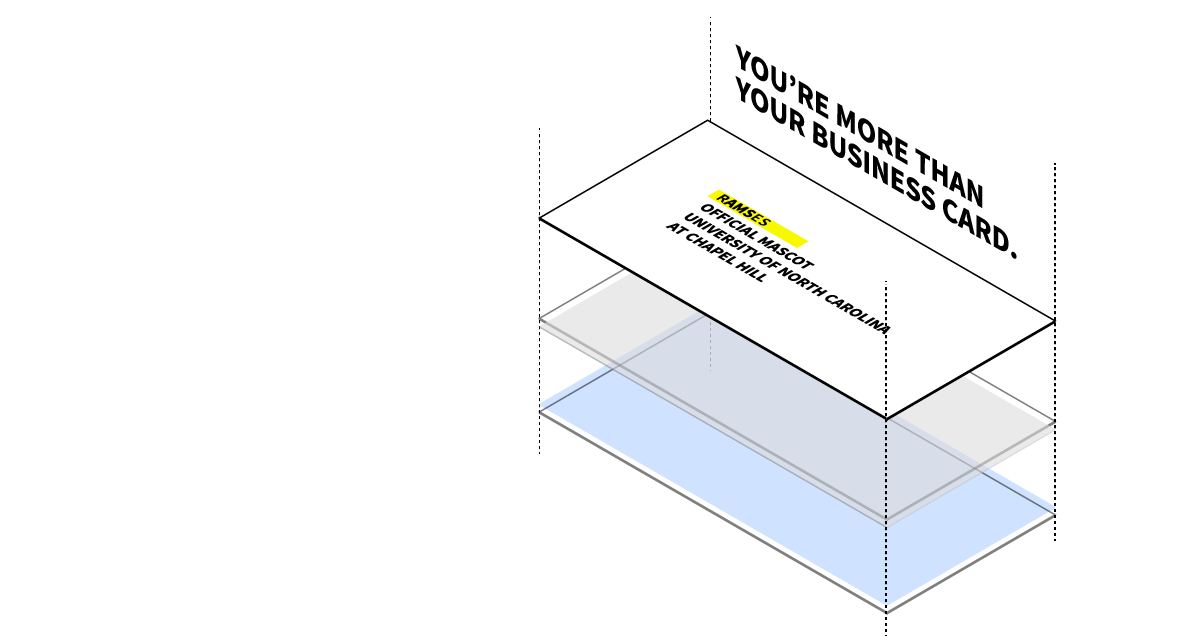 YOU’RE MORE THAN
YOUR BUSINESS CARD.
RAMSES
OFFICIAL MASCOT
UNIVERSITY OF NORTH CAROLINA
AT CHAPEL HILL